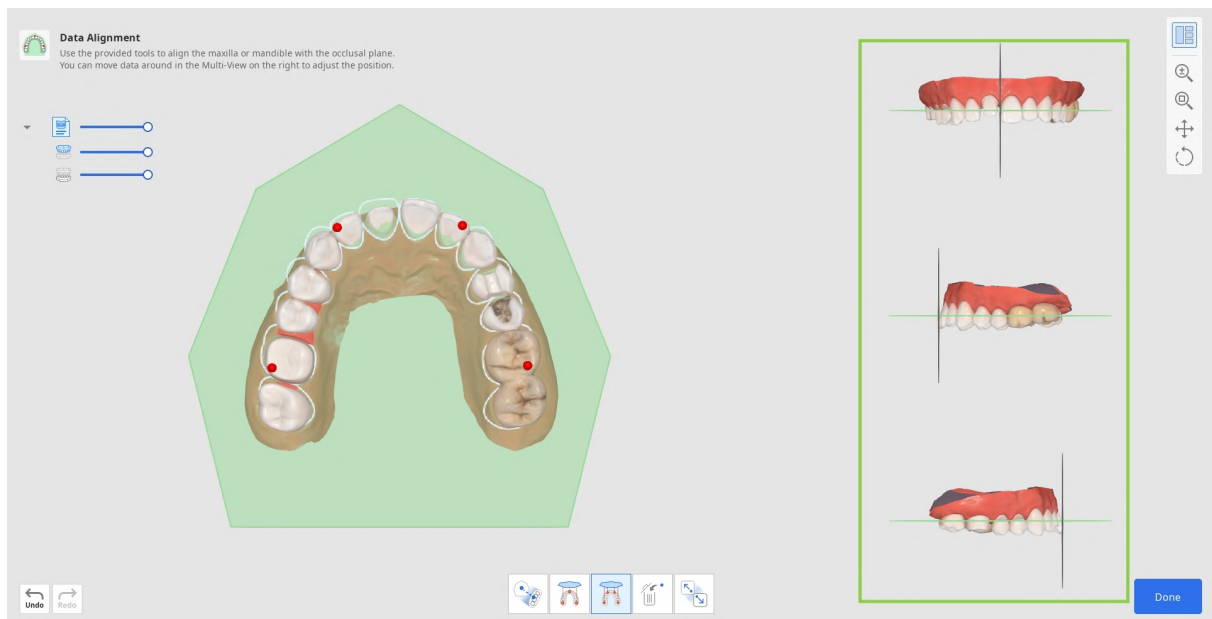 Data Alignment
Use the provided tools to align the maxilla or mandible with the occlusal plane.
You can move data around in the Multi-View on the right to adjust the position.
Undo
Redo
Done